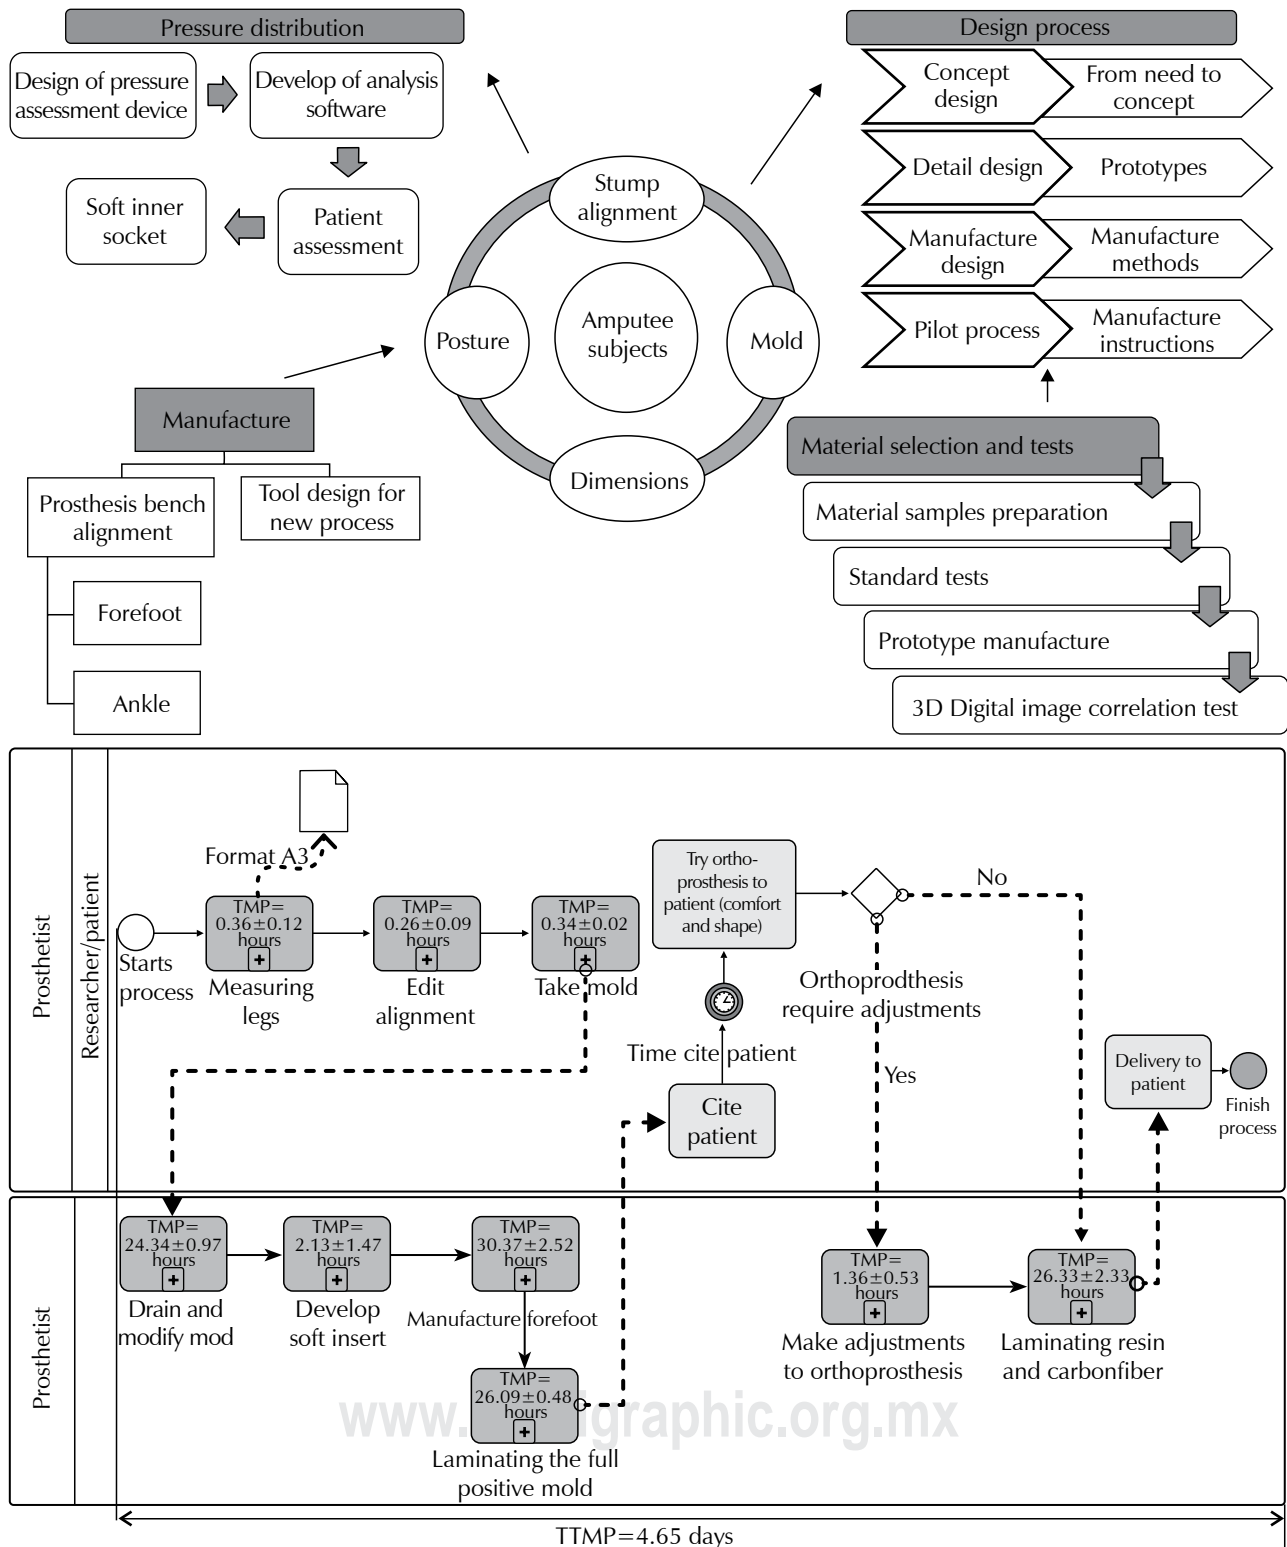 Pressure distribution
Design of pressure
assessment device
Develop of analysis
software
Soft inner
socket
Patient
assessment
Design process
Concept
design
From need to
concept
Detail design
Prototypes
Manufacture
design
Manufacture
methods
Pilot process
Manufacture
instructions
Stump
alignment
Posture
Amputee
subjects
Mold
Dimensions
Manufacture
Prosthesis bench
alignment
Tool design for
new process
Forefoot
Ankle
Material selection and tests
Material samples preparation
Standard tests
Prototype manufacture
3D Digital image correlation test
Prosthetist
Researcher/patient
Format A3
Starts
process
TMP=
0.36±0.12
hours
Measuring
legs
TMP=
0.26±0.09
hours
Edit
alignment
TMP=
0.34±0.02
hours
Take mold
Try ortho-
prosthesis to
patient (comfort
and shape)
No
Orthoprodthesis
require adjustments
Time cite patient
Yes
Cite
patient
Delivery to
patient
Finish
process
Prosthetist
TMP=
24.34±0.97
hours
Drain and
modify mod
TMP=
2.13±1.47
hours
Develop
soft insert
TMP=
30.37±2.52
hours
Manufacture forefoot
TMP=
26.09±0.48
hours
Laminating the full
positive mold
TMP=
1.36±0.53
hours
Make adjustments
to orthoprosthesis
TMP=
26.33±2.33
hours
Laminating resin
and carbonfiber
TTMP=4.65 days